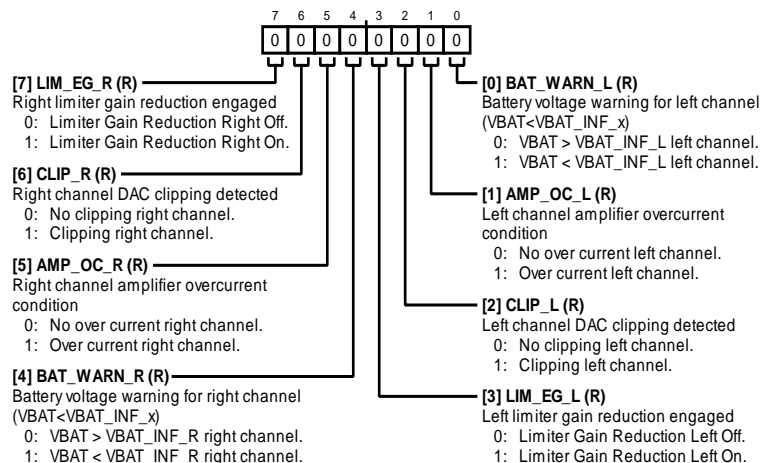 7 6 5 4 3 2 1 0
0 0 0 0 0 0 0 0
[7] LIM_EG_R (R)
Right limiter gain reduction engaged
0: Limiter Gain Reduction Right Off.
1: Limiter Gain Reduction Right On.
[6] CLIP_R (R)
Right channel DAC clipping detected
0: No clipping right channel.
1: Clipping right channel.
[5] AMP_OC_R (R)
Right channel amplifier overcurrent
condition
0: No over current right channel.
1: Over current right channel.
[4] BAT_WARN_R (R)
Battery voltage warning for right channel
(VBAT<VBAT_INF_x)
0: VBAT > VBAT_INF_R right channel.
1: VBAT < VBAT_INF_R right channel.
[0] BAT_WARN_L (R)
Battery voltage warning for left channel
(VBAT<VBAT_INF_x)
0: VBAT > VBAT_INF_L left channel.
1: VBAT < VBAT_INF_L left channel.
[1] AMP_OC_L (R)
Left channel amplifier overcurrent
condition
0: No over current left channel.
1: Over current left channel.
[2] CLIP_L (R)
Left channel DAC clipping detected
0: No clipping left channel.
1: Clipping left channel.
[3] LIM_EG_L (R)
Left limiter gain reduction engaged
0: Limiter Gain Reduction Left Off.
1: Limiter Gain Reduction Left On.